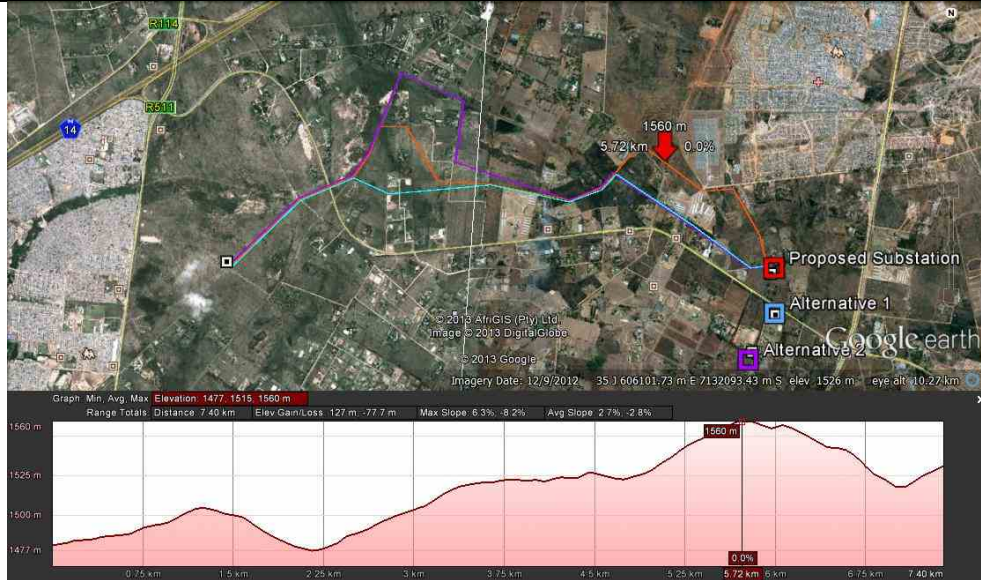 R114
N
R511
14
1560 m
5.72 km 0.0%
Proposed Substation
Alternative 1
© 2013 AfriGIS (Pty) Ltd.
Image © 2013 DigitalGlobe
Google earth
Alternative 2
© 2013 Google
Imagery Date: 12/9/2012 35 J 606101.73 m E 7132093.43 m S elev 1526 m eye alt 10.27 km
Graph: Min, Avg, Max Elevation: 1477, 1515, 1560 m
Range Totals: Distance: 7.40 km Elev Gain/Loss: 127 m, -77.7 m Max Slope: 6.3%, -8.2% Avg Slope: 2.7%, -2.8%
1560 m
1560 m
1525 m
1500 m
1477 m
0.0%
0.75 km 1.5 km 2.25 km 3 km 3.75 km 4.5 km 5.25 km 5.72 km 6 km 6.75 km 7.40 km